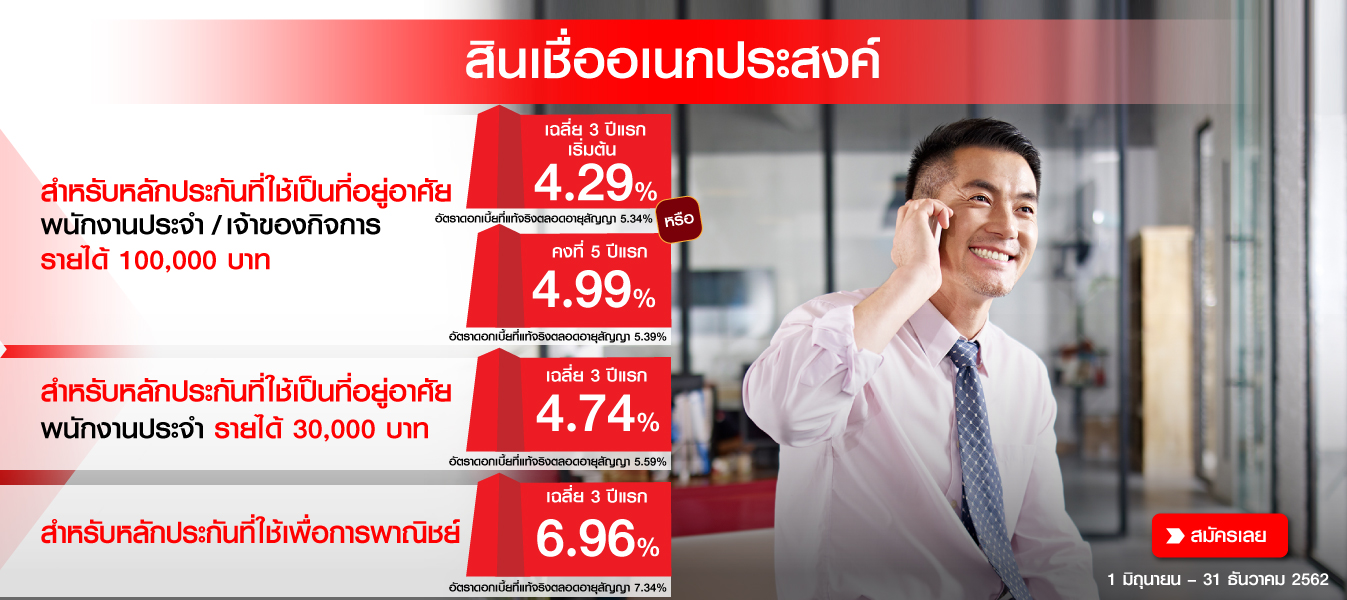 สินเชื่ออเนกประสงค์
สำหรับหลักประกันที่ใช้เป็นที่อยู่อาศัย
พนักงานประจำ / เจ้าของกิจการ
รายได้ 100,000 บาท
เฉลี่ย 3 ปีแรก
เริ่มต้น
4.29%
อัตราดอกเบี้ยที่แท้จริงตลอดอายุสัญญา 5.34%
หรือ
คงที่ 5 ปีแรก
4.99%
อัตราดอกเบี้ยที่แท้จริงตลอดอายุสัญญา 5.39%
สำหรับหลักประกันที่ใช้เป็นที่อยู่อาศัย
พนักงานประจำ รายได้ 30,000 บาท
เฉลี่ย 3 ปีแรก
4.74%
อัตราดอกเบี้ยที่แท้จริงตลอดอายุสัญญา 5.59%
สำหรับหลักประกันที่ใช้เพื่อการพาณิชย์
เฉลี่ย 3 ปีแรก
6.96%
อัตราดอกเบี้ยที่แท้จริงตลอดอายุสัญญา 7.34%
สมัครเลย
1 มิถุนายน - 31 ธันวาคม 2562